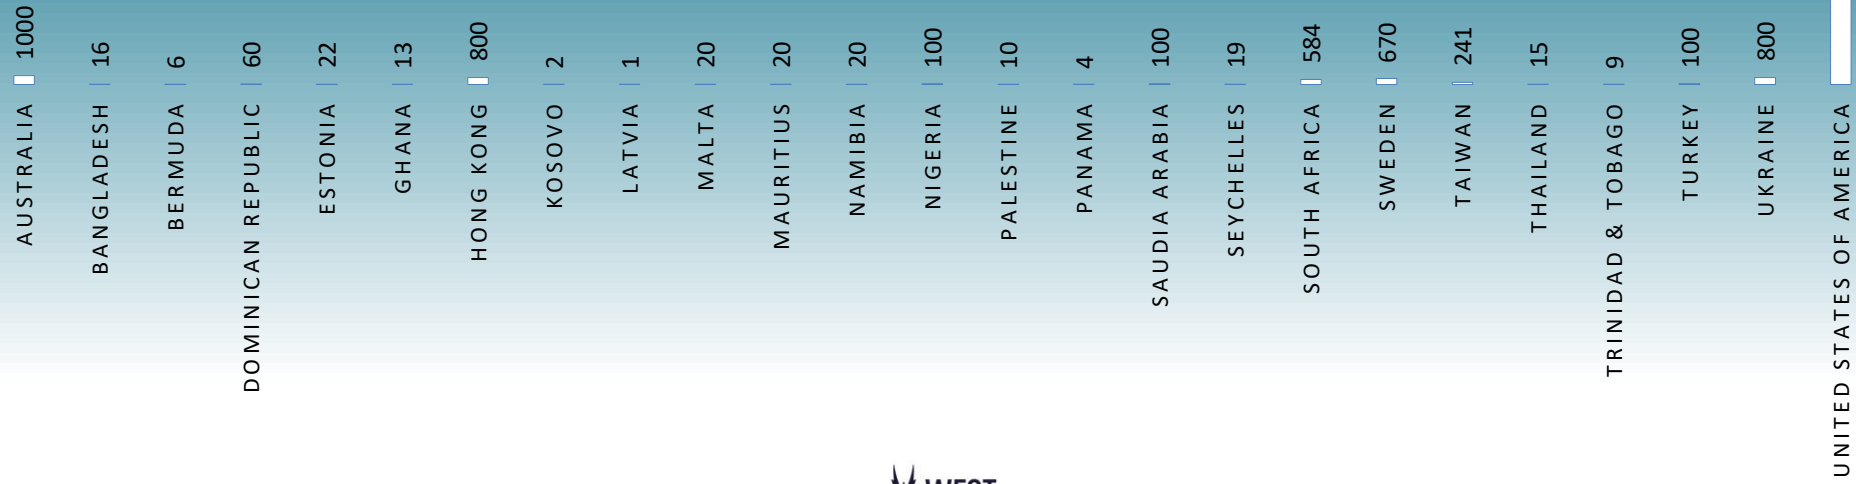 1000
16
6
60
22
13
800
2
1
20
20
20
100
10
4
100
19
584
670
241
15
9
100
800
AUSTRALIA
BANGLADESH
BERMUDA
DOMINICAN REPUBLIC
ESTONIA
GHANA
HONG KONG
KOSOVO
LATVIA
MALTA
MAURITIUS
NAMIBIA
NIGERIA
PALESTINE
PANAMA
SAUDIA ARABIA
SEYCHELLES
SOUTH AFRICA
SWEDEN
TAIWAN
THAILAND
TRINIDAD & TOBAGO
TURKEY
UKRAINE
UNITED STATES OF AMERICA
WEST